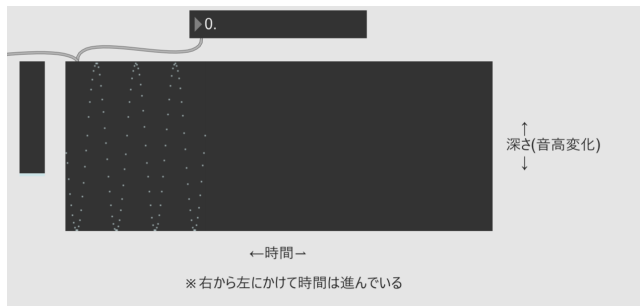 0.
↑
深さ(音高変化)
↓
←時間→
※右から左にかけて時間は進んでいる